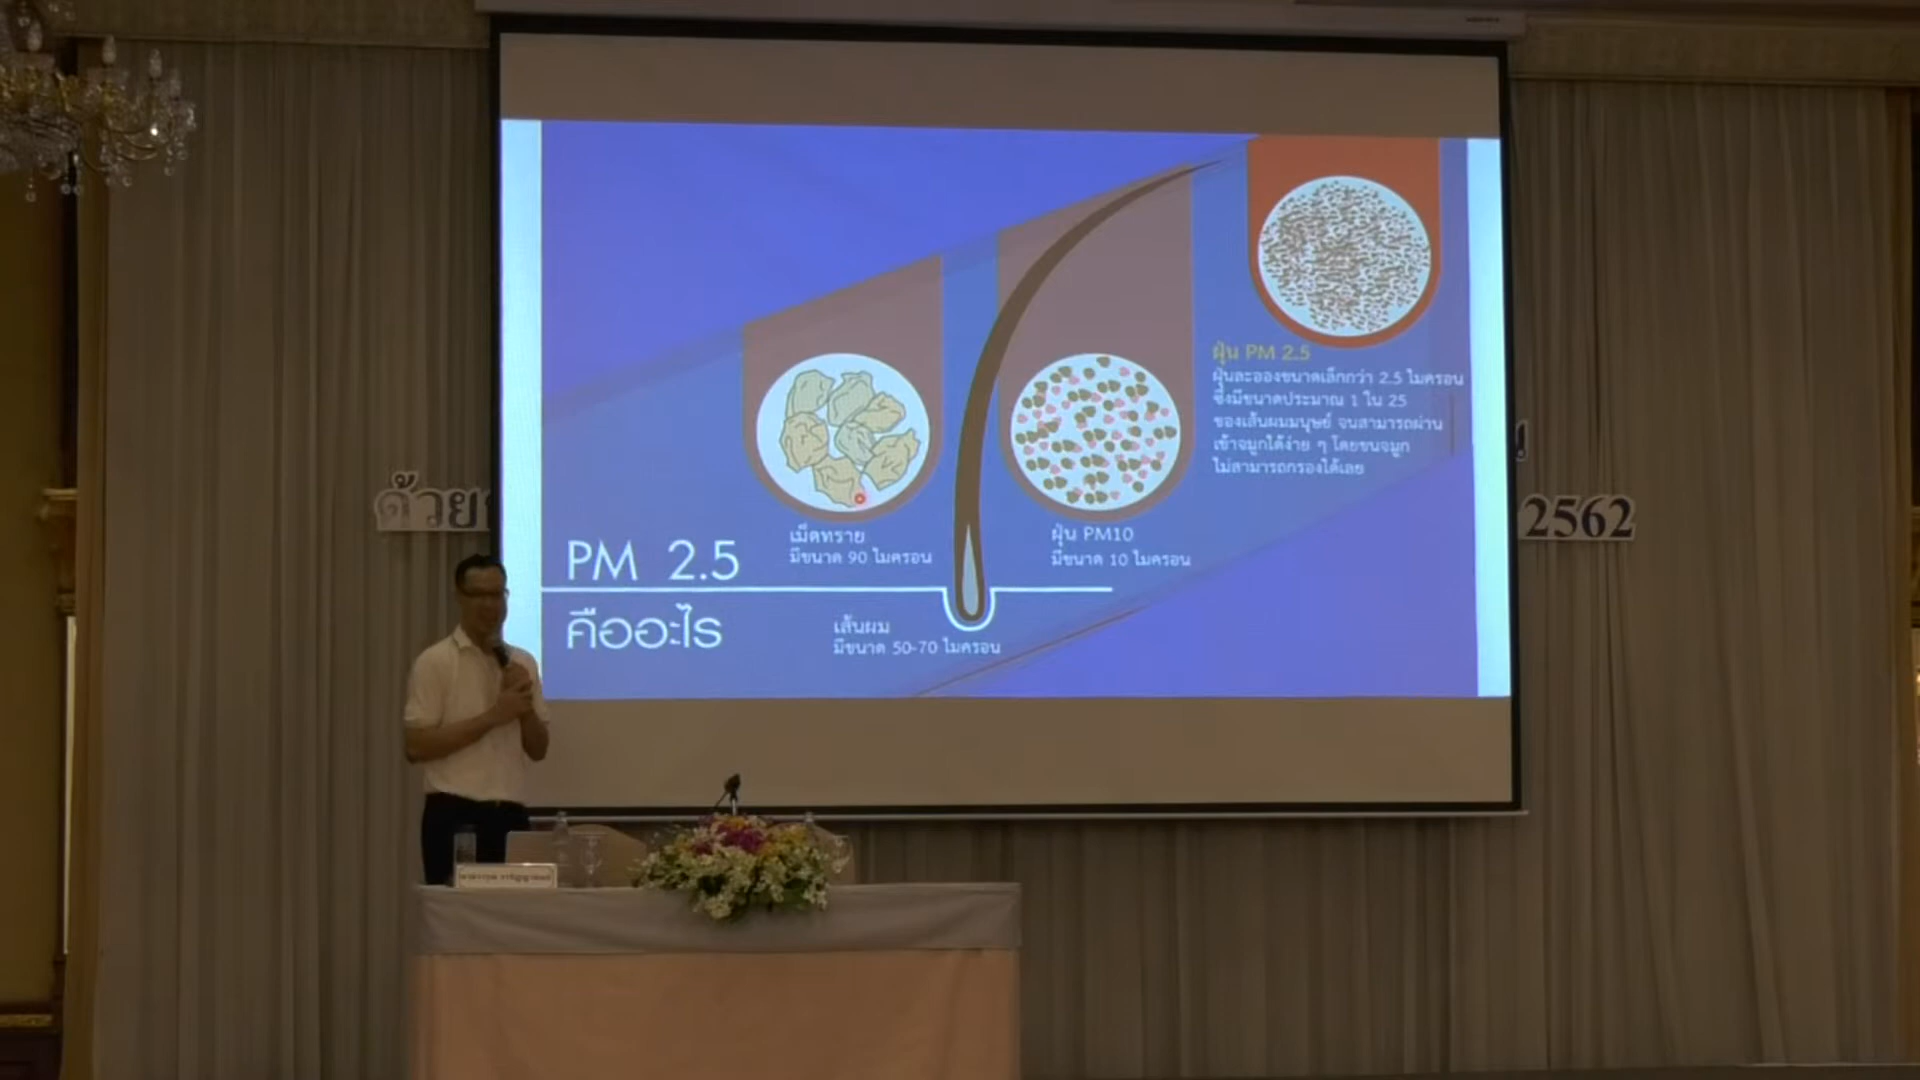 ฝุ่น PM 2.5
ฝุ่นละอองขนาดเล็กกว่า 2.5 ไมครอน
ซึ่งมีขนาดประมาณ 1 ใน 25
ของเส้นผมมนุษย์ จนสามารถผ่าน
เข้าจมูกได้ง่าย ๆ โดยขนจมูก
ไม่สามารถกรองได้เลย
เม็ดทราย
มีขนาด 90 ไมครอน
ฝุ่น PM10
มีขนาด 10 ไมครอน
PM 2.5
คืออะไร
เส้นผม
มีขนาด 50-70 ไมครอน
ด้วย
2562